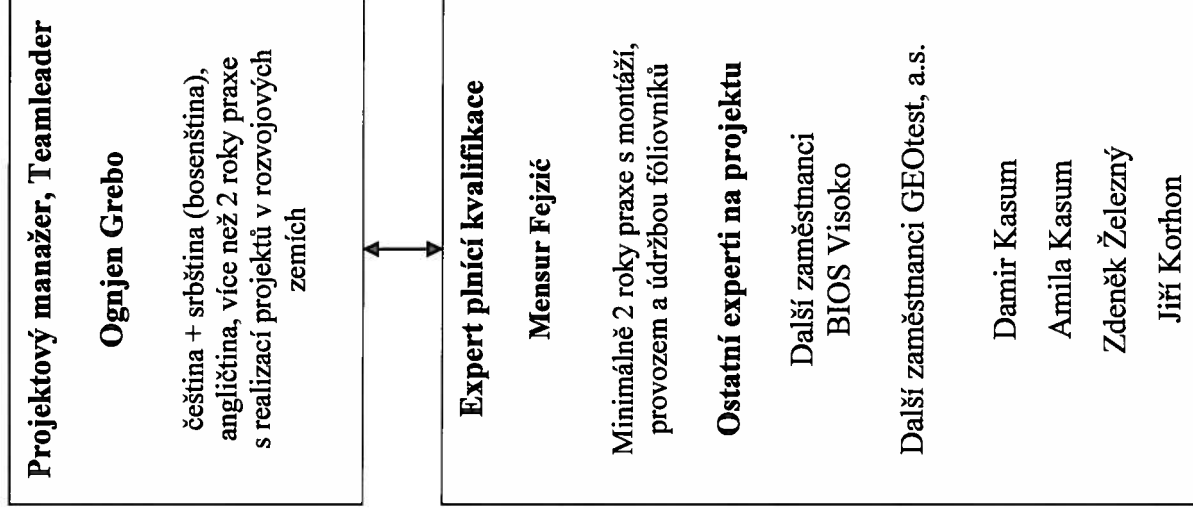 Projektový manažer, Teamleader
Ognjen Grebo
čeština + srbština (bosenština),
angličtina, více než 2 roky praxe
s realizací projektů v rozvojových
zemích
Expert plnící kvalifikace
Mensur Fejzić
Minimálně 2 roky praxe s montáží,
provozem a údržbou fóliovníků
Ostatní experti na projektu
Další zaměstnanci
BIOS Visoko
Další zaměstnanci GEOtest, a.s.
Damir Kasum
Amila Kasum
Zdeněk Železný
Jiří Korhon